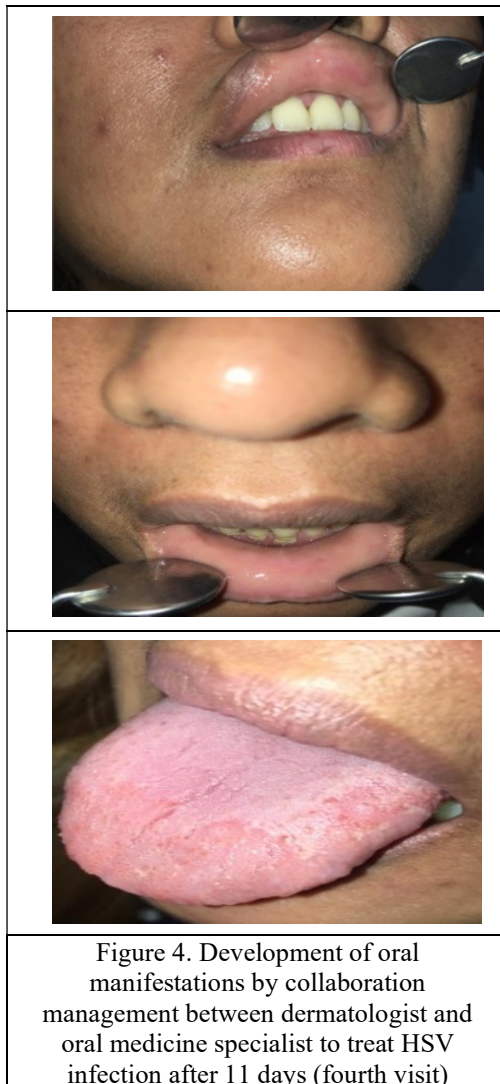 Figure 4. Development of oral
manifestations by collaboration
management between dermatologist and
oral medicine specialist to treat HSV
infection after 11 days (fourth visit)